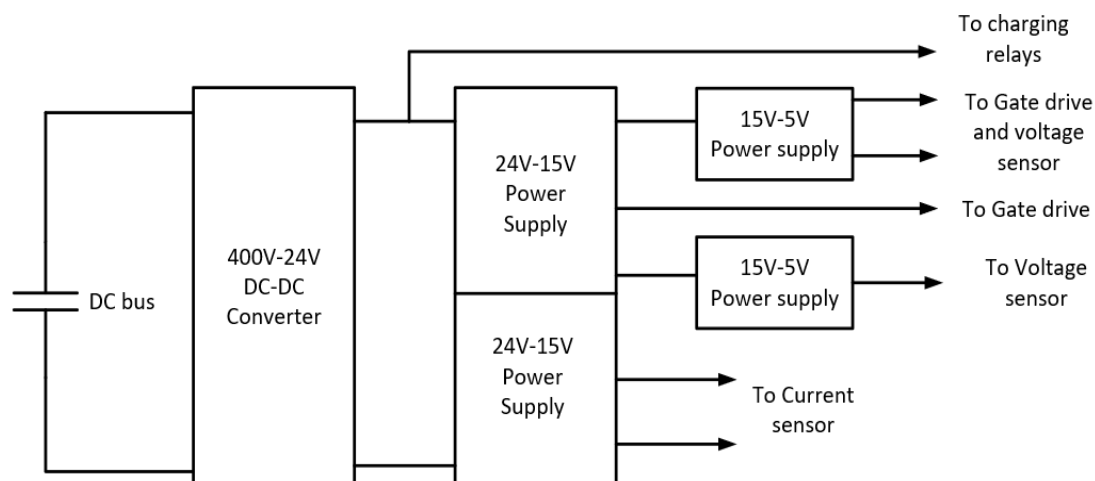 To charging
relays
15V-5V
Power supply
To Gate drive
and voltage
sensor
24V-15V
Power
Supply
To Gate drive
400V-24V
DC-DC
Converter
15V-5V
Power supply
To Voltage
sensor
DC bus
24V-15V
Power
Supply
To Current
sensor